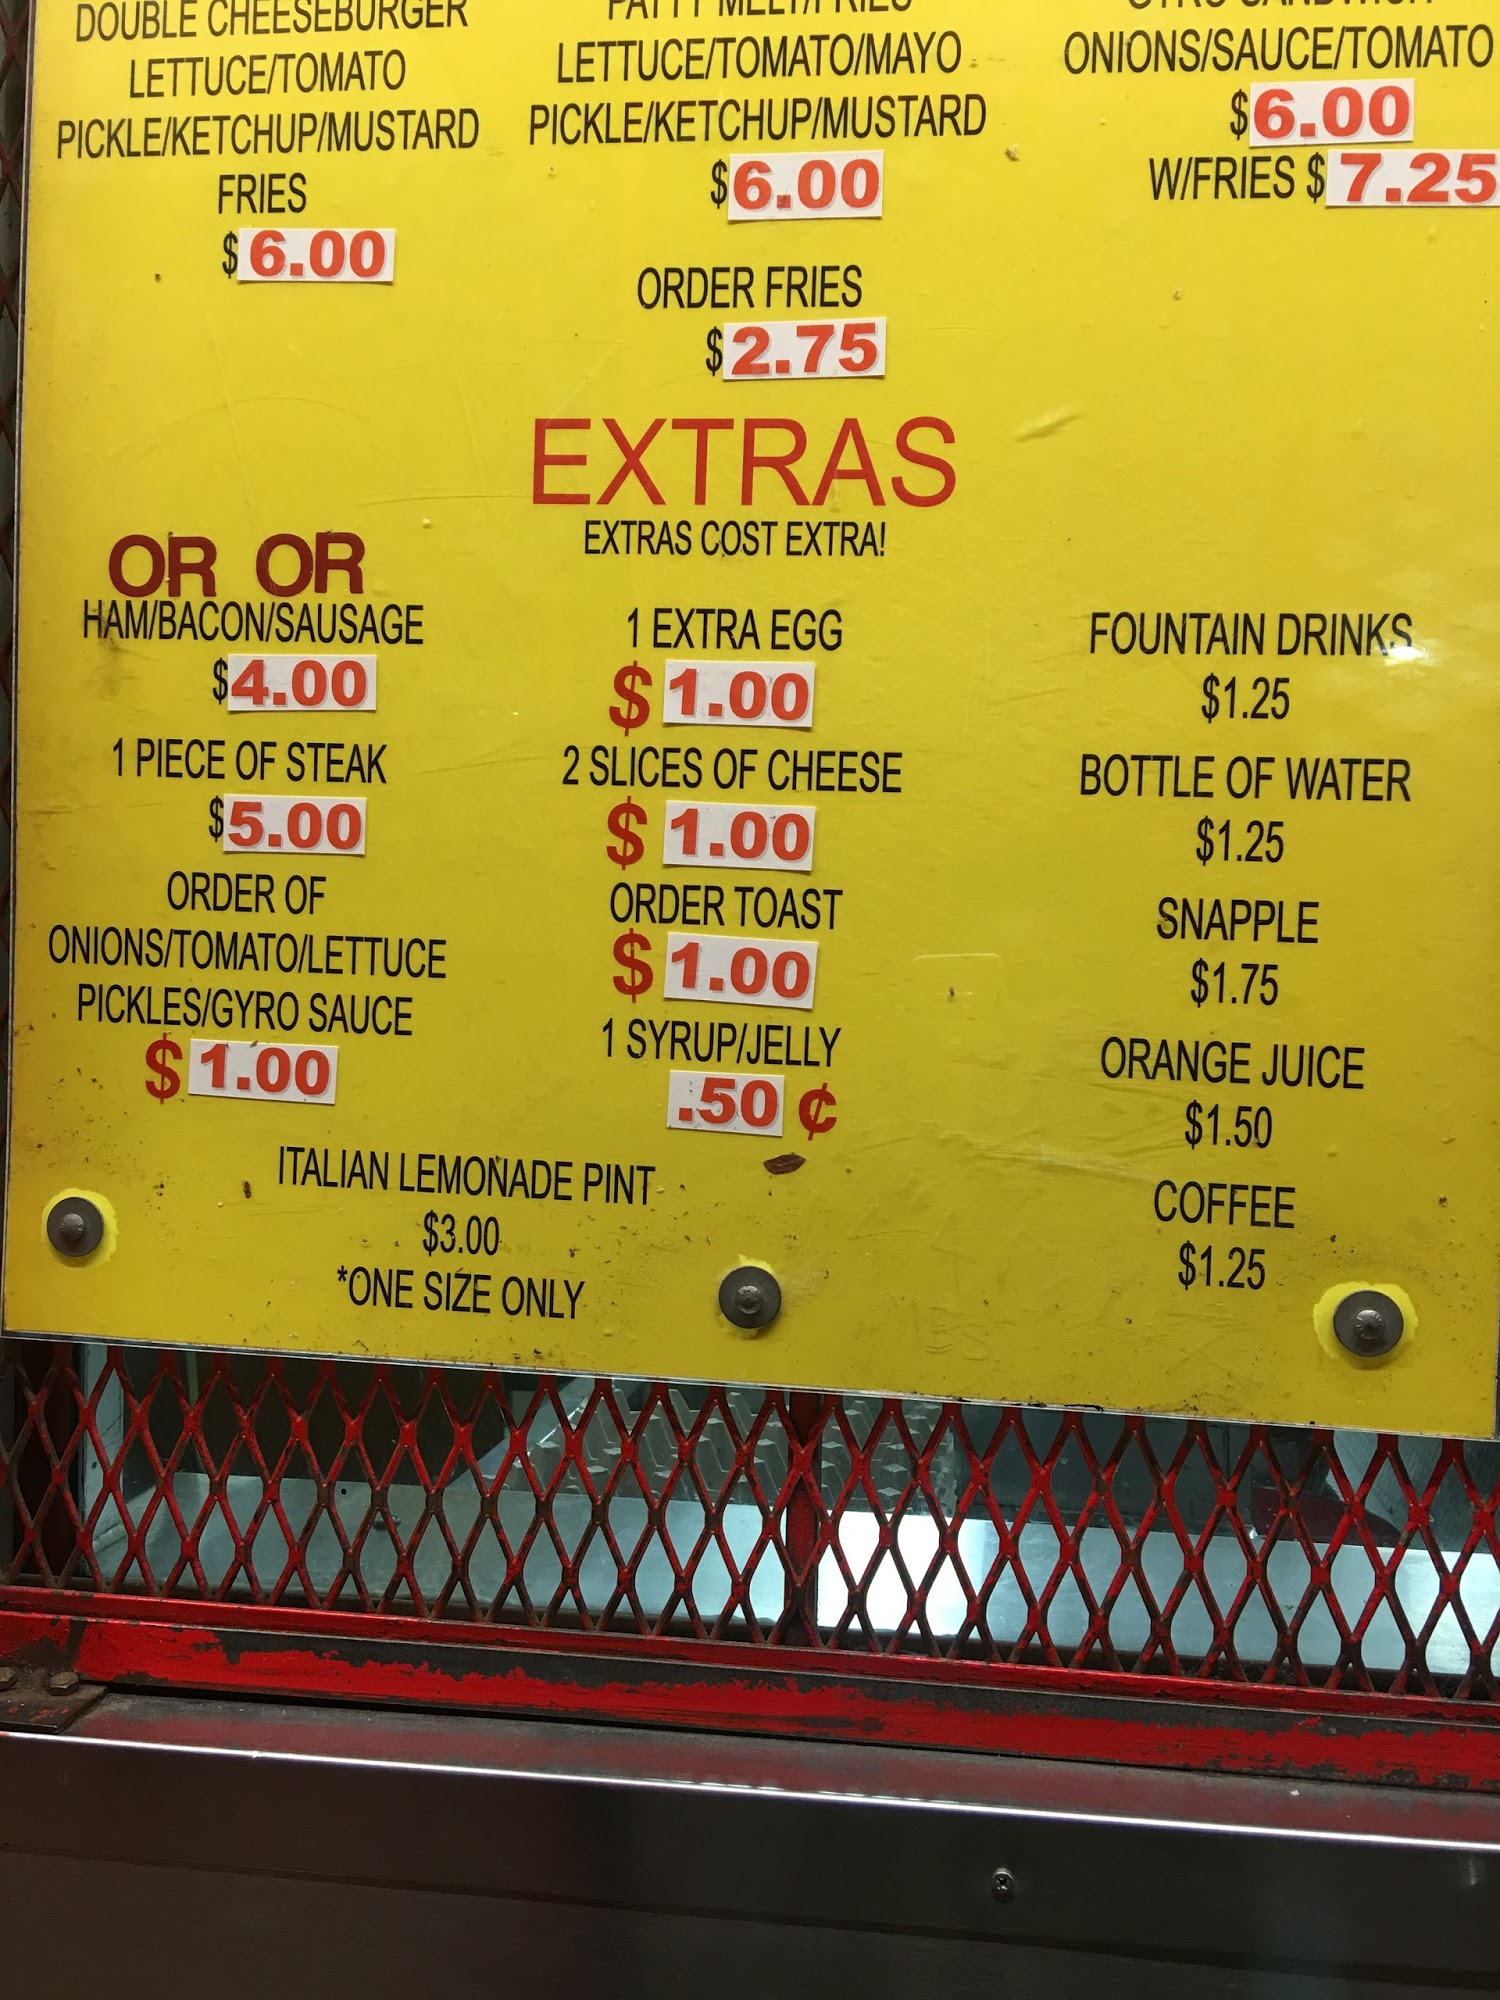 DOUBLE CHEESEBURGER
LETTUCE/TOMATO
PICKLE/KETCHUP/MUSTARD
FRIES
$6.00
PATTY MELT/FRIES
LETTUCE/TOMATO/MAYO
PICKLE/KETCHUP/MUSTARD
$6.00
ORDER FRIES
$2.75
GYRO SANDWICH
ONIONS/SAUCE/TOMATO
$6.00
W/FRIES $7.25
EXTRAS
EXTRAS COST EXTRA!
OR OR
HAM/BACON/SAUSAGE
$4.00
1 PIECE OF STEAK
$5.00
ORDER OF
ONIONS/TOMATO/LETTUCE
PICKLES/GYRO SAUCE
$1.00
1 EXTRA EGG
$1.00
2 SLICES OF CHEESE
$1.00
ORDER TOAST
$1.00
1 SYRUP/JELLY
.50¢
FOUNTAIN DRINKS
$1.25
BOTTLE OF WATER
$1.25
SNAPPLE
$1.75
ORANGE JUICE
$1.50
COFFEE
$1.25
ITALIAN LEMONADE PINT
$3.00
*ONE SIZE ONLY